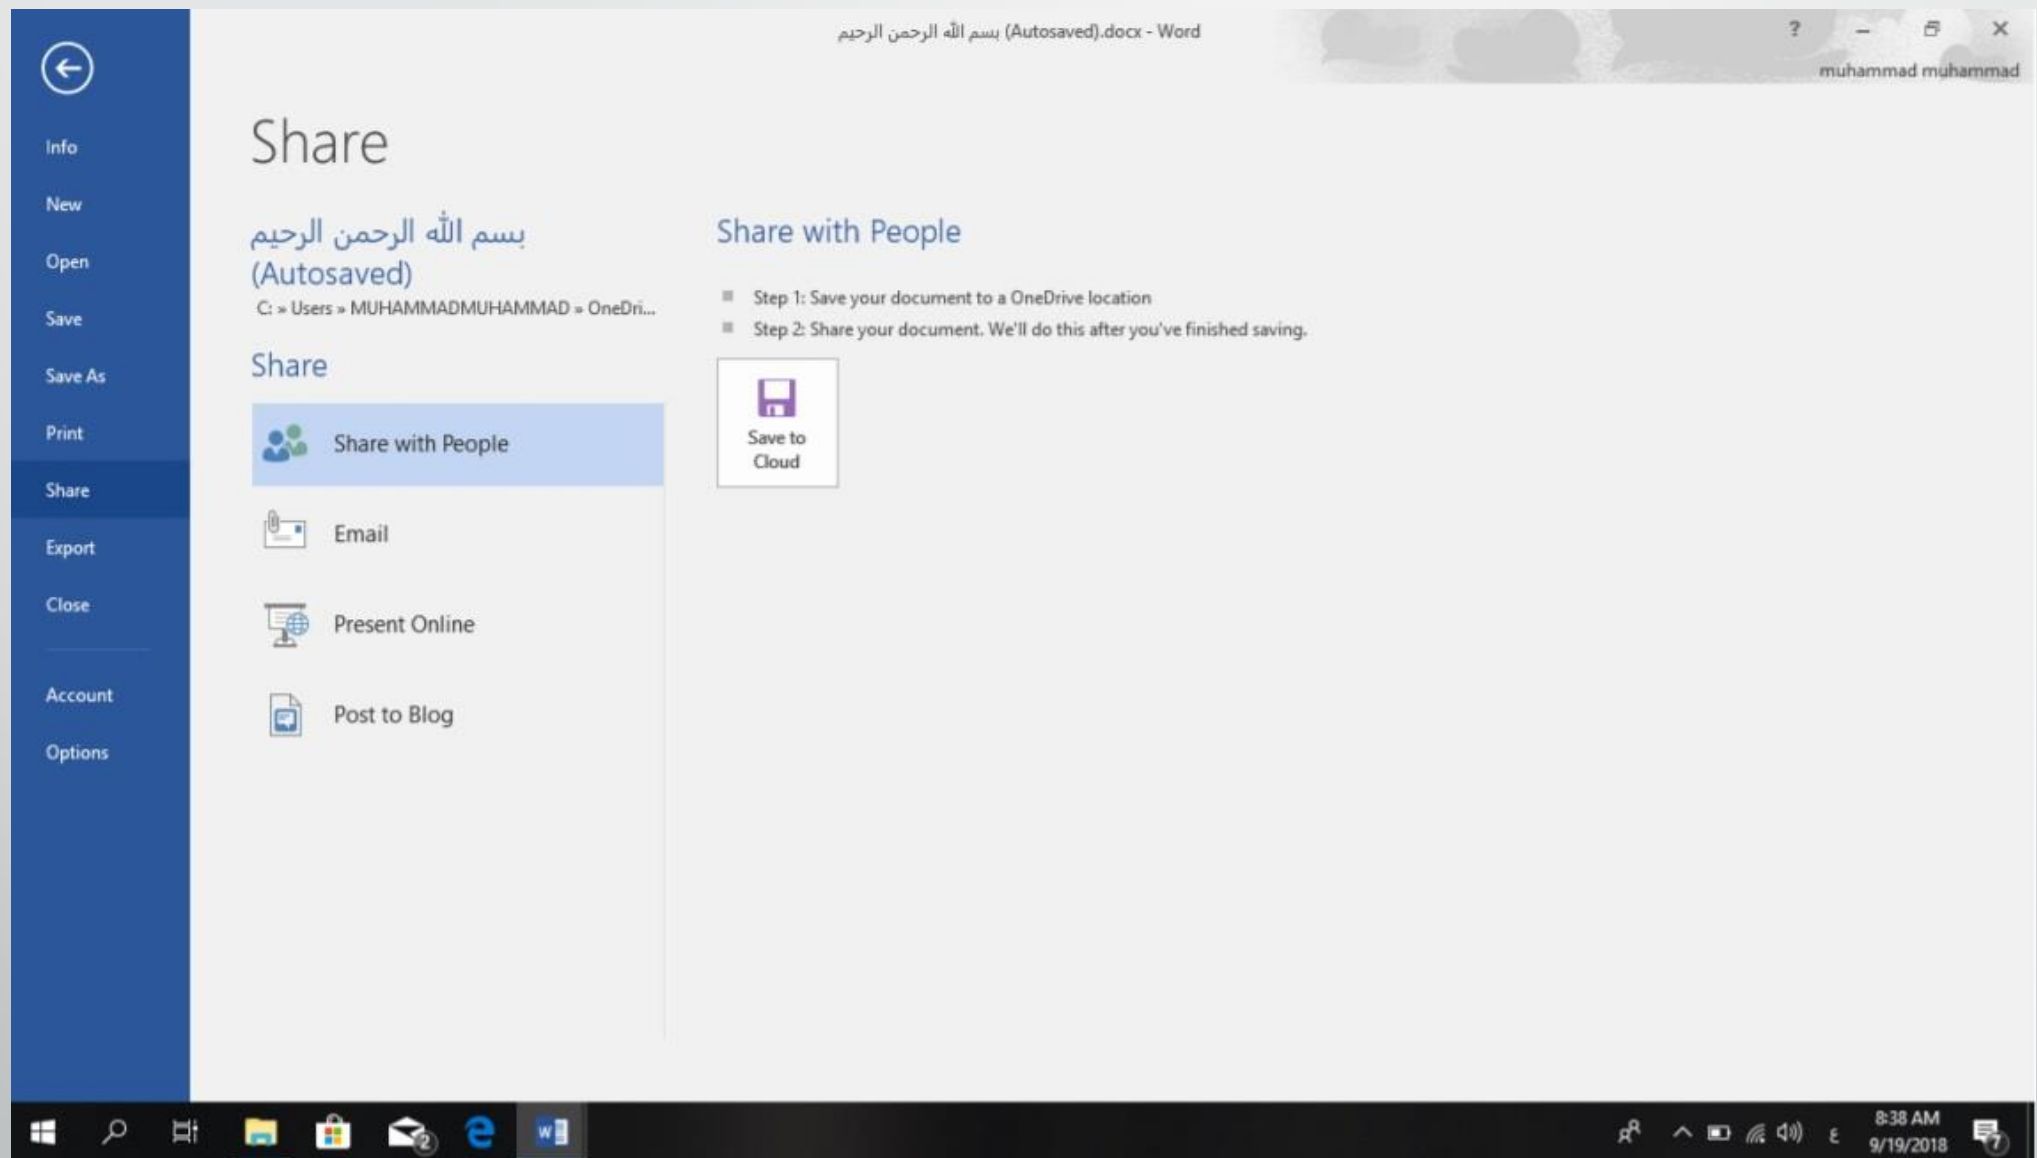 بسم الله الرحمن الرحيم (Autosaved).docx - Word
?
muhammad muhammad
Info
New
Open
Save
Save As
Print
Share
Export
Close
Account
Options
Share
بسم الله الرحمن الرحيم
(Autosaved)
C: » Users » MUHAMMADMUHAMMAD » OneDri...
Share
Share with People
Email
Present Online
Post to Blog
Share with People
Step 1: Save your document to a OneDrive location
Step 2: Share your document. We'll do this after you've finished saving.
Save to
Cloud
2
W
ع
8:38 AM
9/19/2018
7